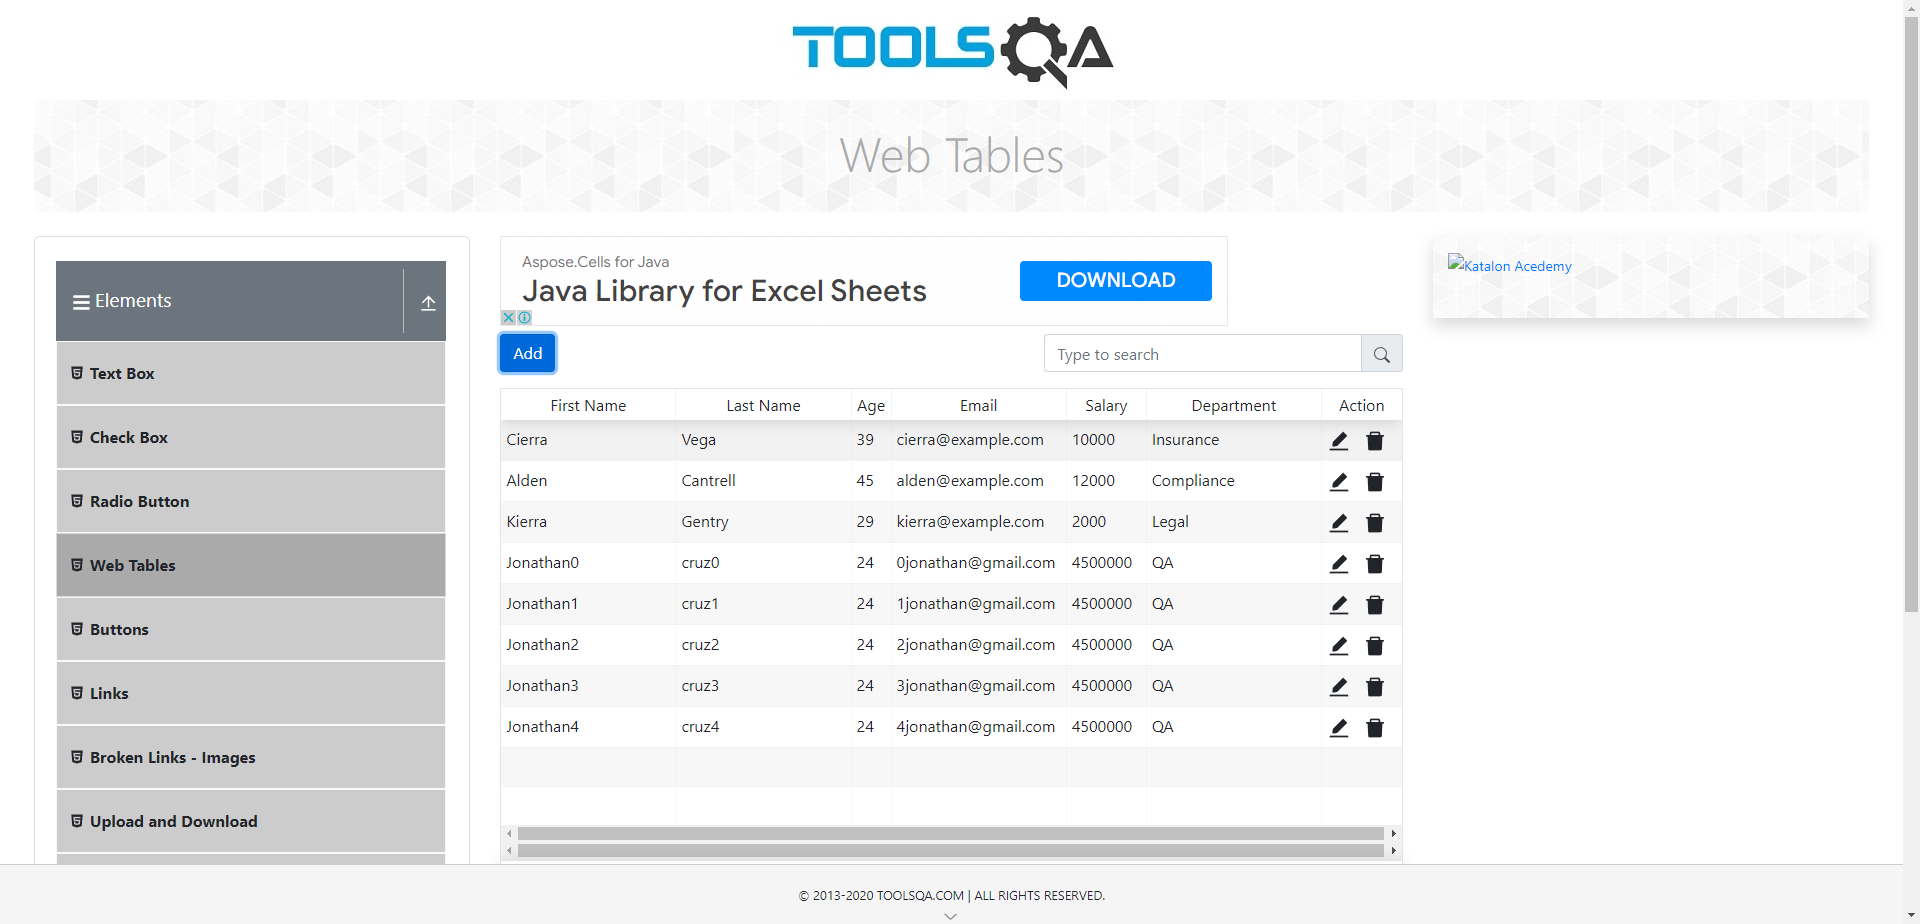 TOOLSQA
Web Tables
Elements
Text Box
Check Box
Radio Button
Web Tables
Buttons
Links
Broken Links - Images
Upload and Download
Aspose.Cells for Java
Java Library for Excel Sheets
DOWNLOAD
Add
Type to search
First Name Last Name Age Email Salary Department Action
Cierra Vega 39 cierra@example.com 10000 Insurance
Alden Cantrell 45 alden@example.com 12000 Compliance
Kierra Gentry 29 kierra@example.com 2000 Legal
Jonathan0 cruz0 24 0jonathan@gmail.com 4500000 QA
Jonathan1 cruz1 24 1jonathan@gmail.com 4500000 QA
Jonathan2 cruz2 24 2jonathan@gmail.com 4500000 QA
Jonathan3 cruz3 24 3jonathan@gmail.com 4500000 QA
Jonathan4 cruz4 24 4jonathan@gmail.com 4500000 QA
Katalon Acedemy
© 2013-2020 TOOLSQA.COM | ALL RIGHTS RESERVED.